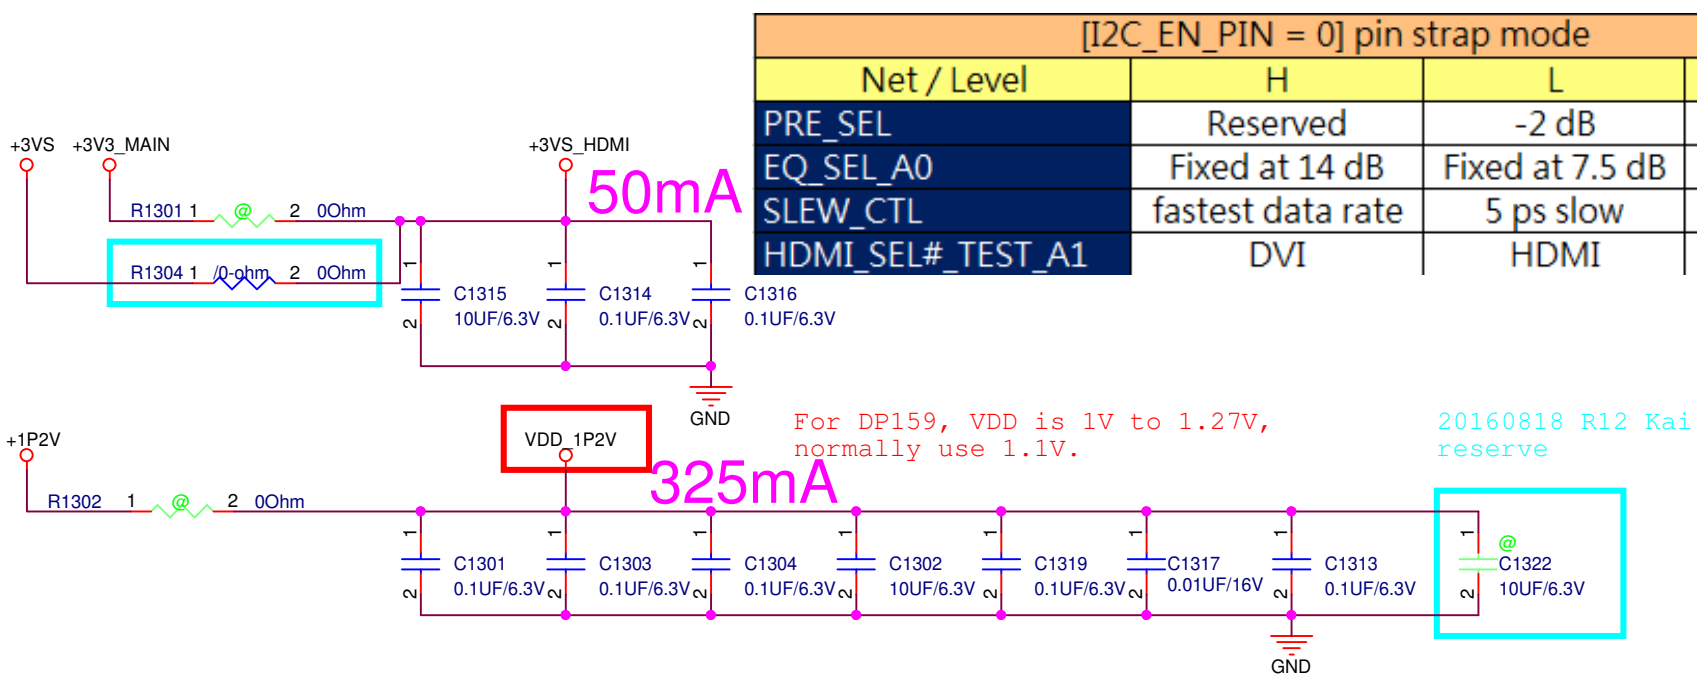 [I2C_EN_PIN = 0] pin strap mode
Net / Level H L
PRE_SEL Reserved -2 dB
EQ_SEL_A0 Fixed at 14 dB Fixed at 7.5 dB
SLEW_CTL fastest data rate 5 ps slow
HDMI_SEL#_TEST_A1 DVI HDMI
+3VS +3V3_MAIN +3VS_HDMI
50mA
R1301 1 @ 2 0Ohm
R1304 1 /0-ohm 2 0Ohm
1 1 1
C1315 C1314 C1316
10UF/6.3V 0.1UF/6.3V 0.1UF/6.3V
2 2 2
GND
For DP159, VDD is 1V to 1.27V,
normally use 1.1V.
20160818 R12 Kai
reserve
+1P2V VDD_1P2V
325mA
R1302 1 @ 2 0Ohm
1 1 1 1 1 1 1 1
@
C1301 C1303 C1304 C1302 C1319 C1317 C1313 C1322
0.1UF/6.3V 0.1UF/6.3V 0.1UF/6.3V 10UF/6.3V 0.1UF/6.3V 0.01UF/16V 0.1UF/6.3V 10UF/6.3V
2 2 2 2 2 2 2 2
GND